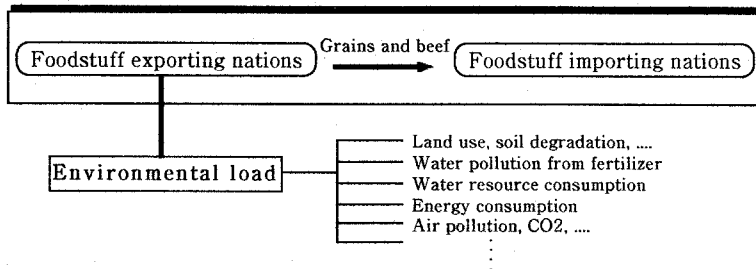 Grains and beef
Foodstuff exporting nations
Foodstuff importing nations
Environmental load
Land use, soil degradation, ....
Water pollution from fertilizer
Water resource consumption
Energy consumption
Air pollution, CO2, ....